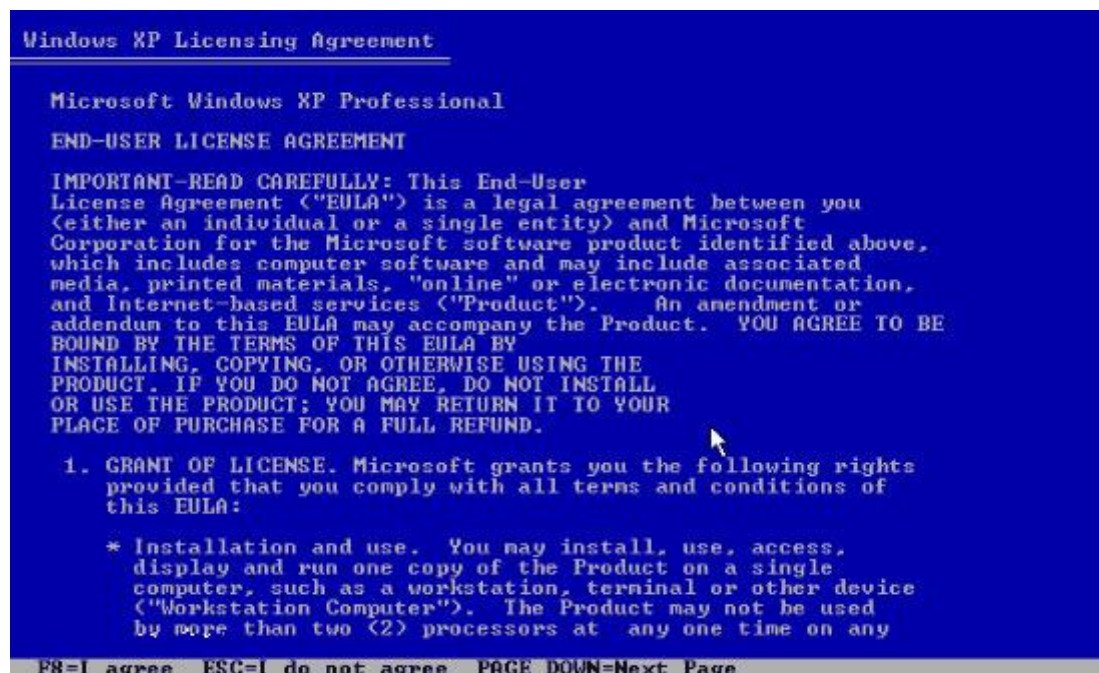 Windows XP Licensing Agreement
Microsoft Windows XP Professional
END-USER LICENSE AGREEMENT
IMPORTANT-READ CAREFULLY: This End-User
License Agreement ("EULA") is a legal agreement between you
(either an individual or a single entity) and Microsoft
Corporation for the Microsoft software product identified above,
which includes computer software and may include associated
media, printed materials, "online" or electronic documentation,
and Internet-based services ("Product"). An amendment or
addendum to this EULA may accompany the Product. YOU AGREE TO BE
BOUND BY THE TERMS OF THIS EULA BY
INSTALLING, COPYING, OR OTHERWISE USING THE
PRODUCT. IF YOU DO NOT AGREE, DO NOT INSTALL
OR USE THE PRODUCT; YOU MAY RETURN IT TO YOUR
PLACE OF PURCHASE FOR A FULL REFUND.
1. GRANT OF LICENSE. Microsoft grants you the following rights
provided that you comply with all terms and conditions of
this EULA:
* Installation and use. You may install, use, access,
display and run one copy of the Product on a single
computer, such as a workstation, terminal or other device
("Workstation Computer"). The Product may not be used
by more than two (2) processors at any one time on any
F8=I agree ESC=I do not agree PAGE DOWN=Next Page